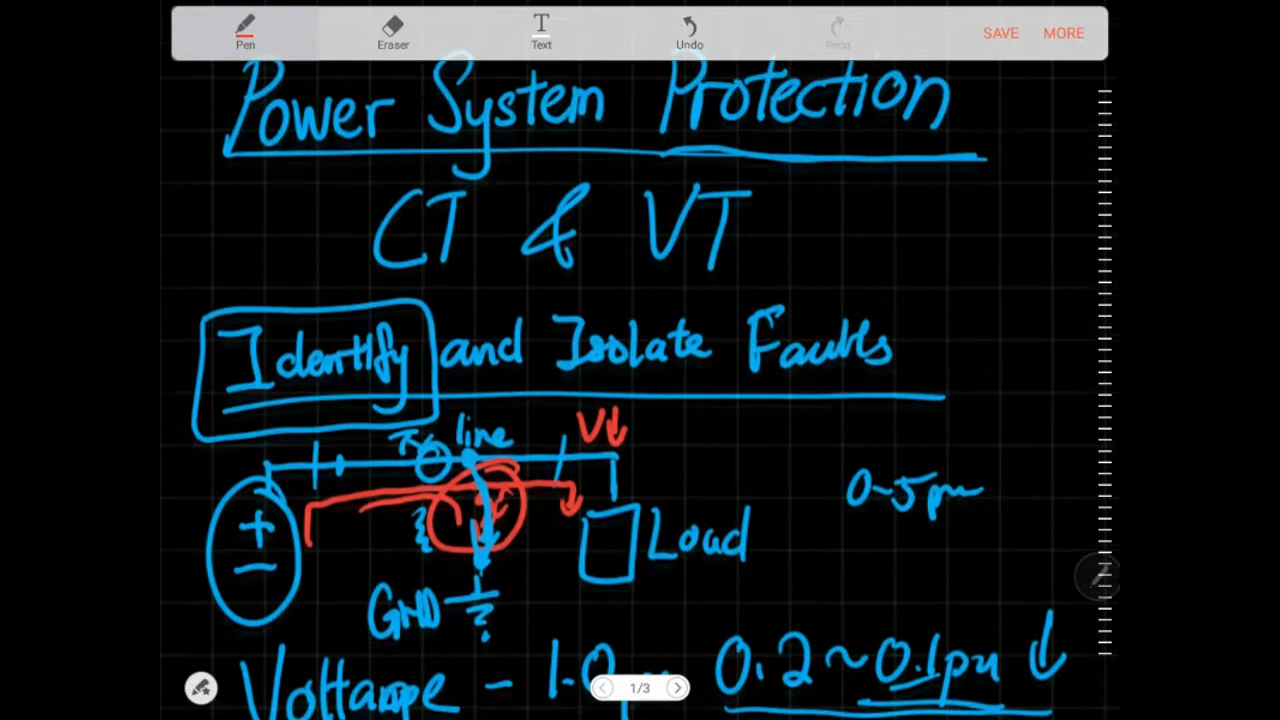 Pen Eraser Text Undo Redo SAVE MORE
Power System Protection
CT & VT
Identify and Isolate Faults
line V↓
+
−
Load
0~5pu
GND
Voltage - 1.0 0.2~0.1pu ↓
1/3